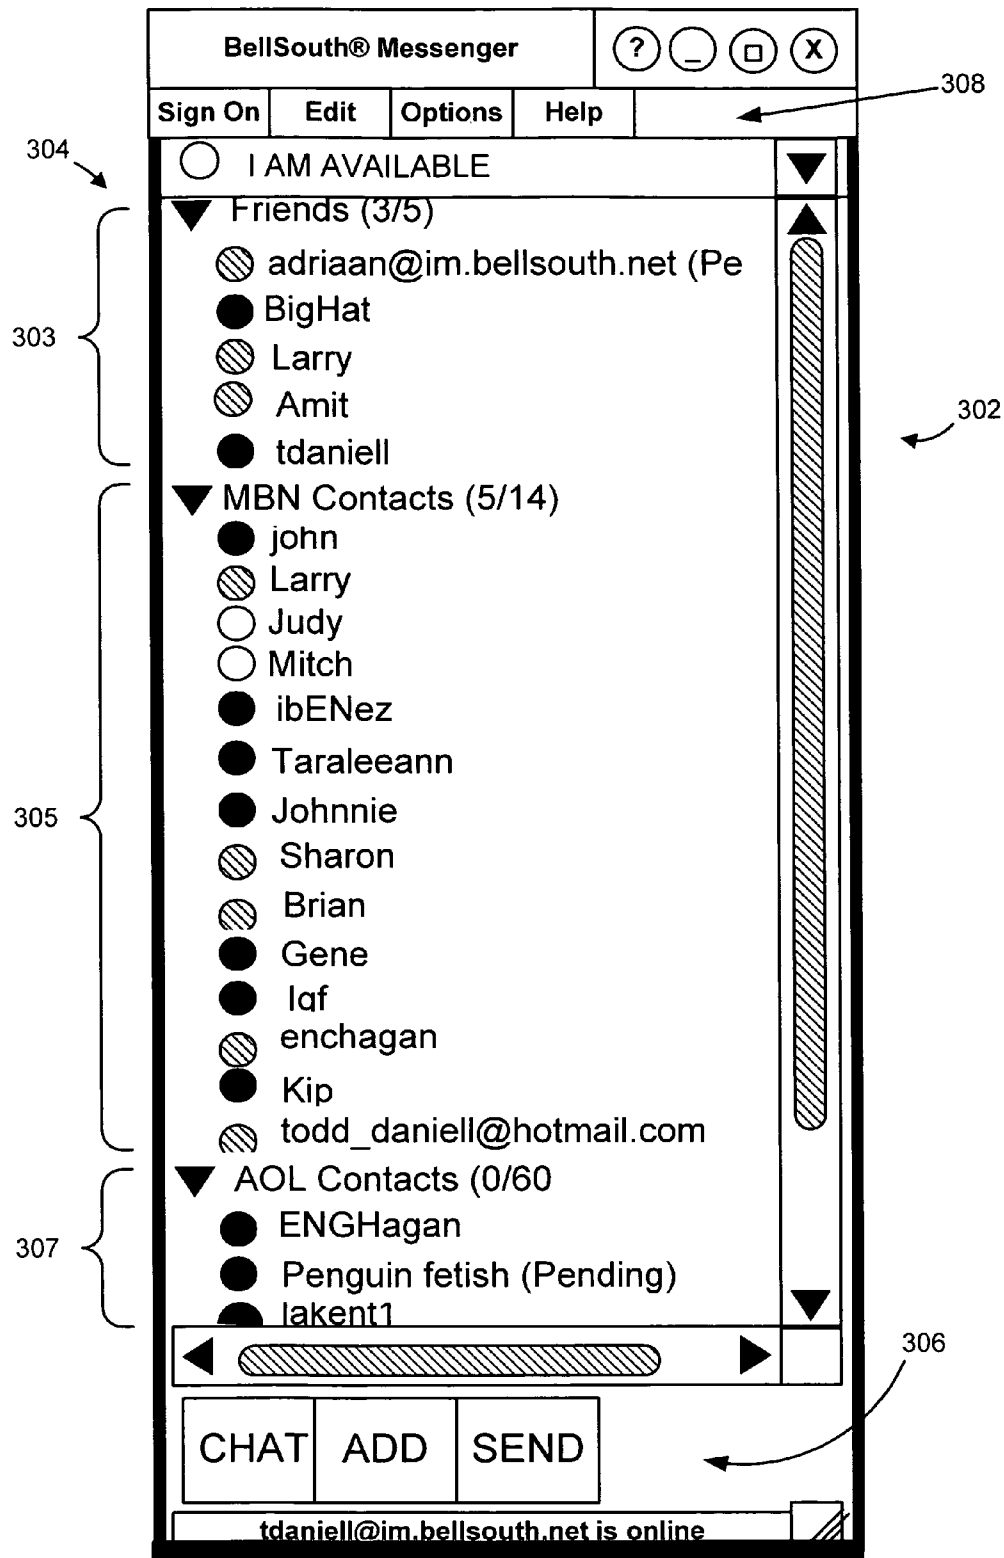 BellSouth® Messenger ? _ □ X
308
Sign On Edit Options Help
304
I AM AVAILABLE
Friends (3/5)
adriaan@im.bellsouth.net (Pe
BigHat
303
Larry
302
Amit
tdaniell
MBN Contacts (5/14)
john
Larry
Judy
Mitch
ibENez
Taraleeann
305
Johnnie
Sharon
Brian
Gene
lqf
enchagan
Kip
todd_daniell@hotmail.com
AOL Contacts (0/60
ENGHagan
307
Penguin fetish (Pending)
lakent1
306
CHAT ADD SEND
tdaniell@im.bellsouth.net is online